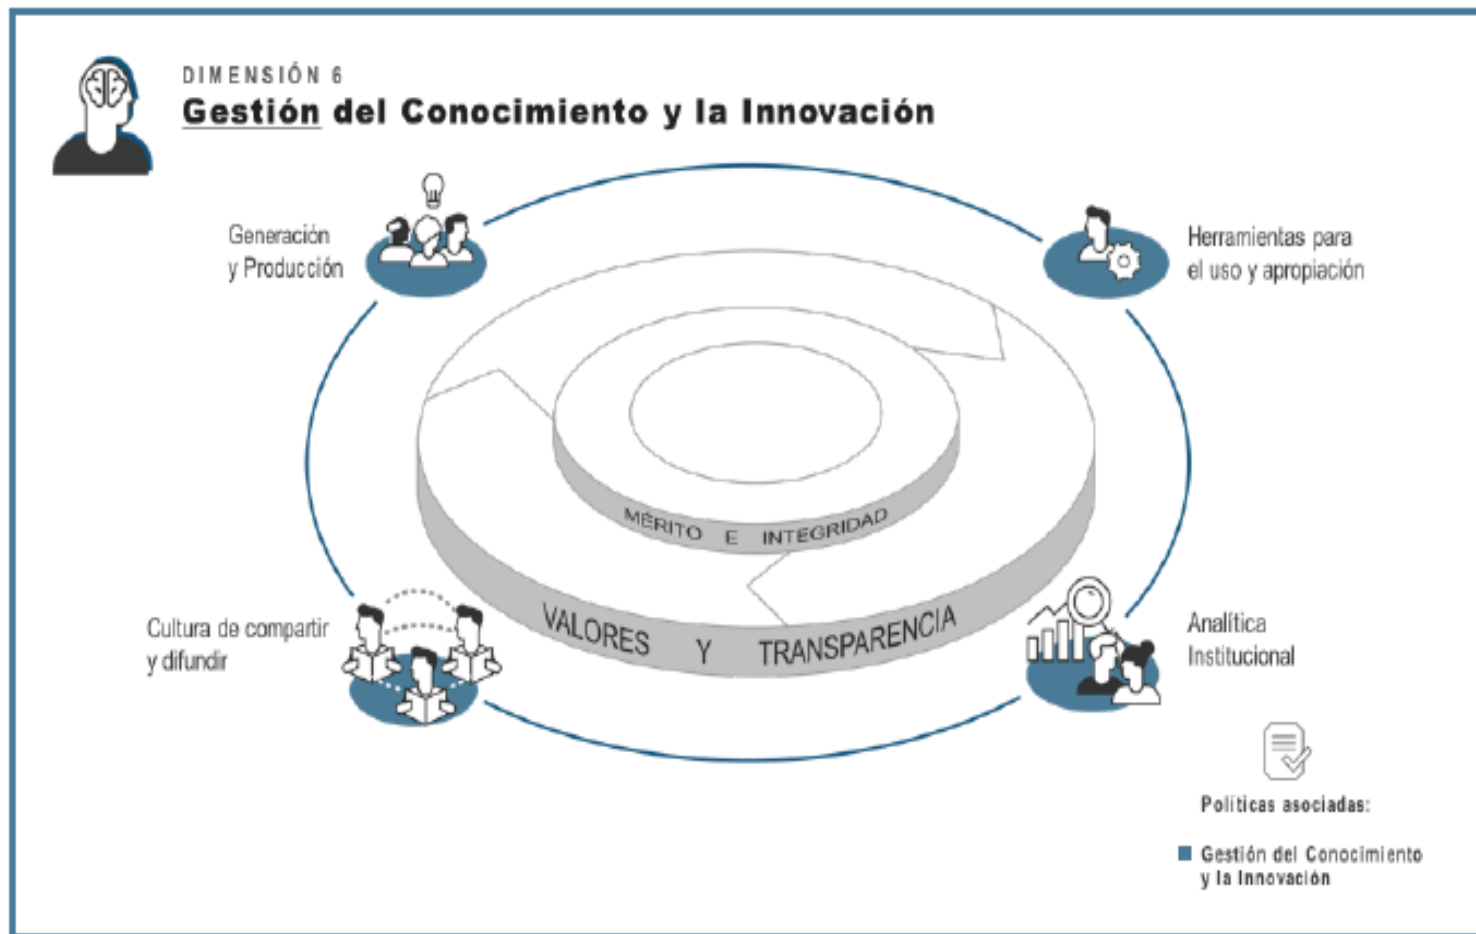 DIMENSIÓN 6
Gestión del Conocimiento y la Innovación
Generación
y Producción
Herramientas para
el uso y apropiación
MÉRITO E INTEGRIDAD
VALORES Y TRANSPARENCIA
Cultura de compartir
y difundir
Analítica
Institucional
Políticas asociadas:
Gestión del Conocimiento
y la Innovación